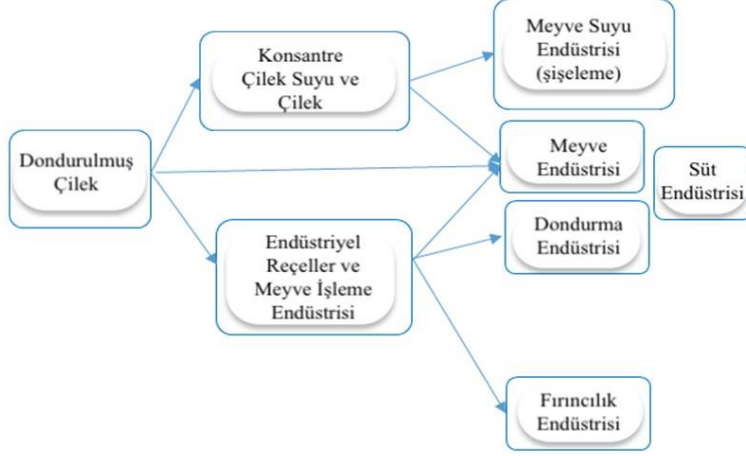 Dondurulmuş
Çilek
Konsantre
Çilek Suyu ve
Çilek
Endüstriyel
Reçeller ve
Meyve İşleme
Endüstrisi
Meyve Suyu
Endüstrisi
(şişeleme)
Meyve
Endüstrisi
Süt
Endüstrisi
Dondurma
Endüstrisi
Fırıncılık
Endüstrisi